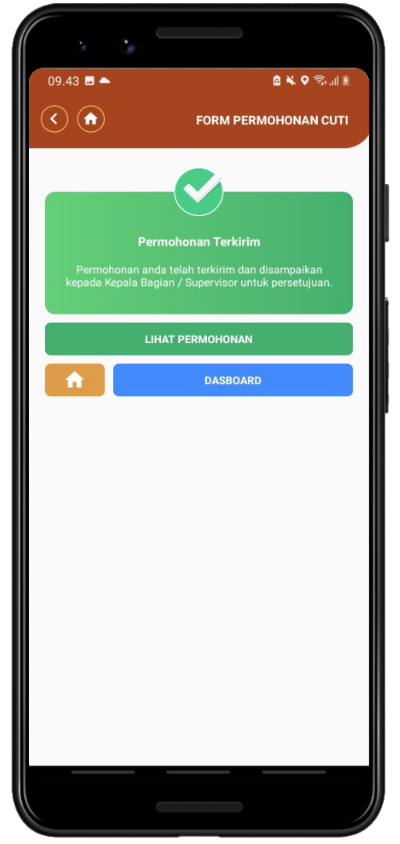 09.43
FORM PERMOHONAN CUTI
Permohonan Terkirim
Permohonan anda telah terkirim dan disampaikan
kepada Kepala Bagian / Supervisor untuk persetujuan.
LIHAT PERMOHONAN
DASBOARD